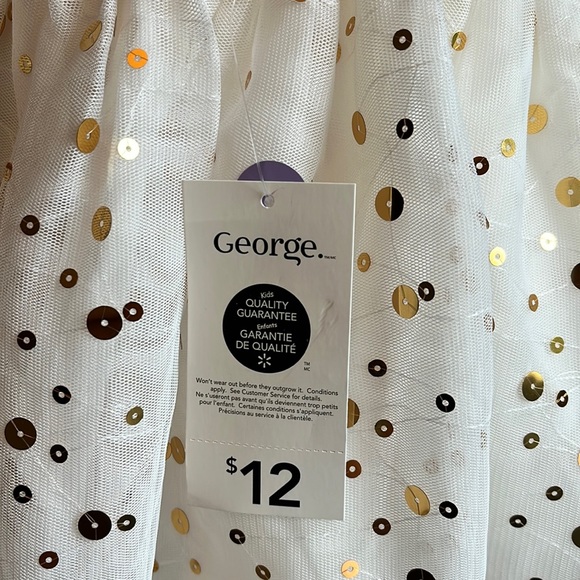 George.™/MC
Kids
QUALITY
GUARANTEE
Enfants
GARANTIE
DE QUALITÉ
TM
MC
Won't wear out before they outgrow it. Conditions
apply. See Customer Service for details.
Ne s'useront pas avant qu'ils deviennent trop petits
pour l'enfant. Certaines conditions s'appliquent.
Précisions au service à la clientèle.
$12